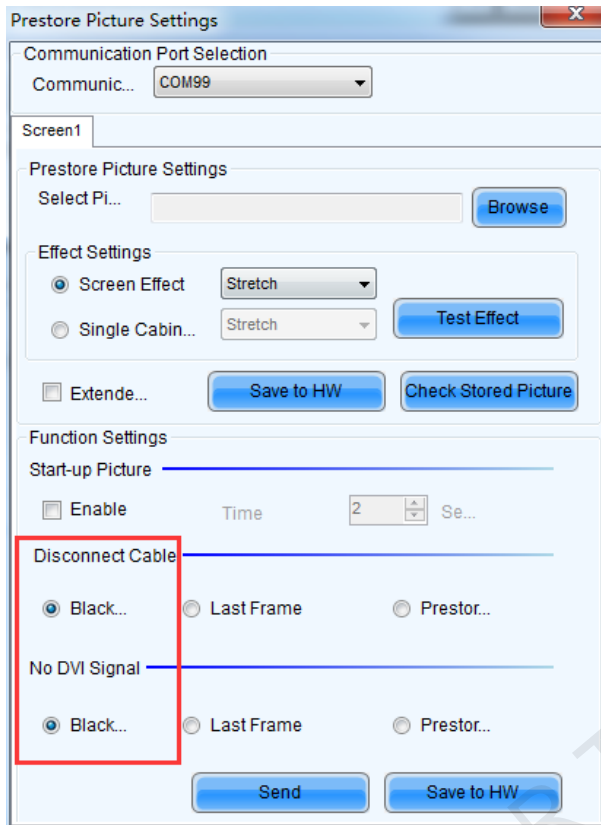 Prestore Picture Settings
Communication Port Selection
Communic... COM99
Screen1
Prestore Picture Settings
Select Pi... Browse
Effect Settings
Screen Effect Stretch
Single Cabin... Stretch Test Effect
Extende... Save to HW Check Stored Picture
Function Settings
Start-up Picture
Enable Time 2 Se...
Disconnect Cable
Black... Last Frame Prestor...
No DVI Signal
Black... Last Frame Prestor...
Send Save to HW